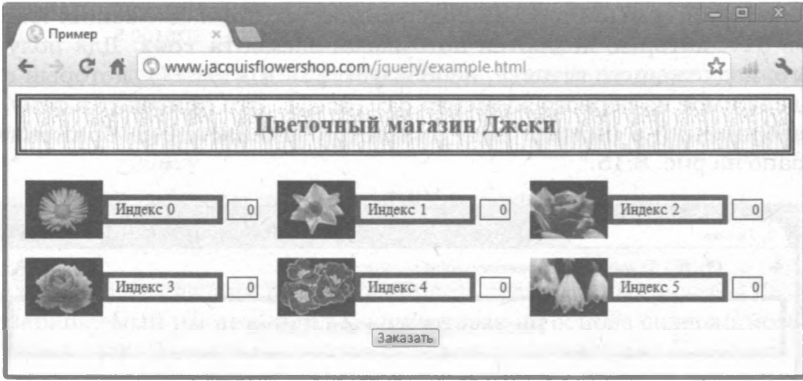 Пример
www.jacquisflowershop.com/jquery/example.html
Цветочный магазин Джеки
Индекс 0 0 Индекс 1 0 Индекс 2 0
Индекс 3 0 Индекс 4 0 Индекс 5 0
Заказать